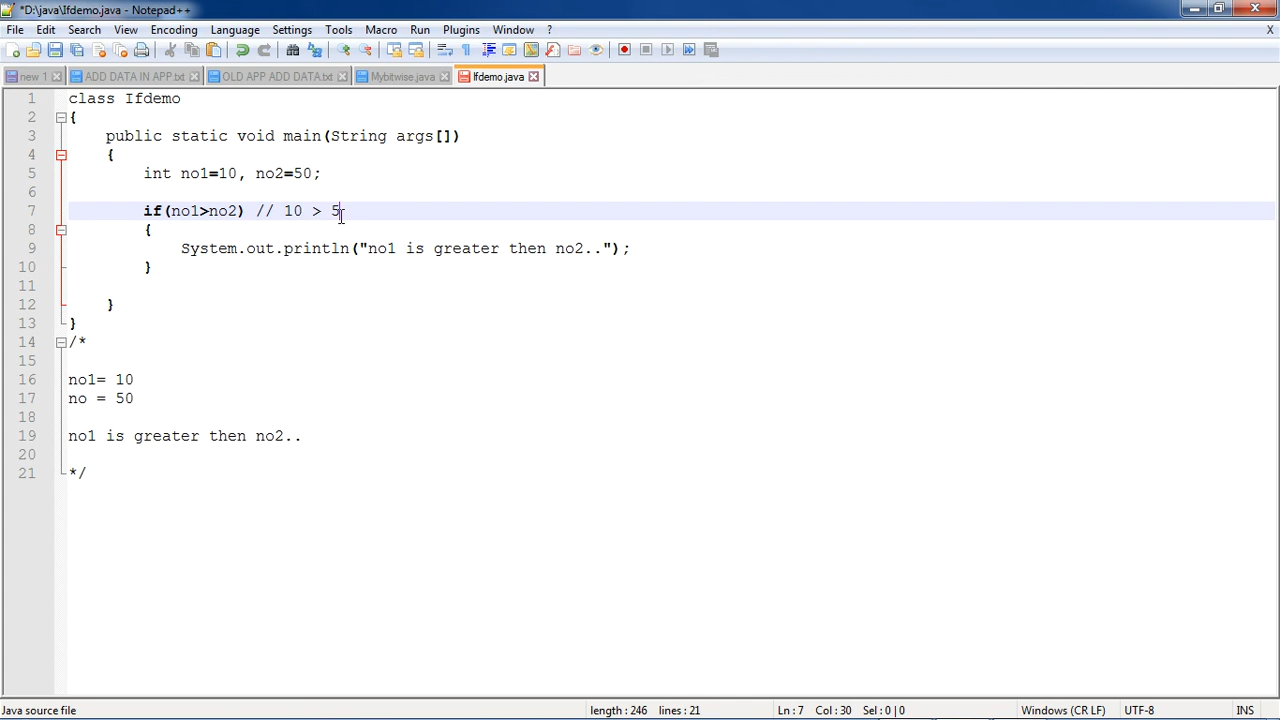 *D:\java\Ifdemo.java - Notepad++
File Edit Search View Encoding Language Settings Tools Macro Run Plugins Window ? X
new 1 ADD DATA IN APP.txt OLD APP ADD DATA.txt Mybitwise.java Ifdemo.java
1 class Ifdemo
2 {
3 public static void main(String args[])
4 {
5 int no1=10, no2=50;
6
7 if(no1>no2) // 10 > 5
8 {
9 System.out.println("no1 is greater then no2..");
10 }
11
12 }
13 }
14 /*
15
16 no1= 10
17 no = 50
18
19 no1 is greater then no2..
20
21 */
Java source file length : 246 lines : 21 Ln : 7 Col : 30 Sel : 0 | 0 Windows (CR LF) UTF-8 INS